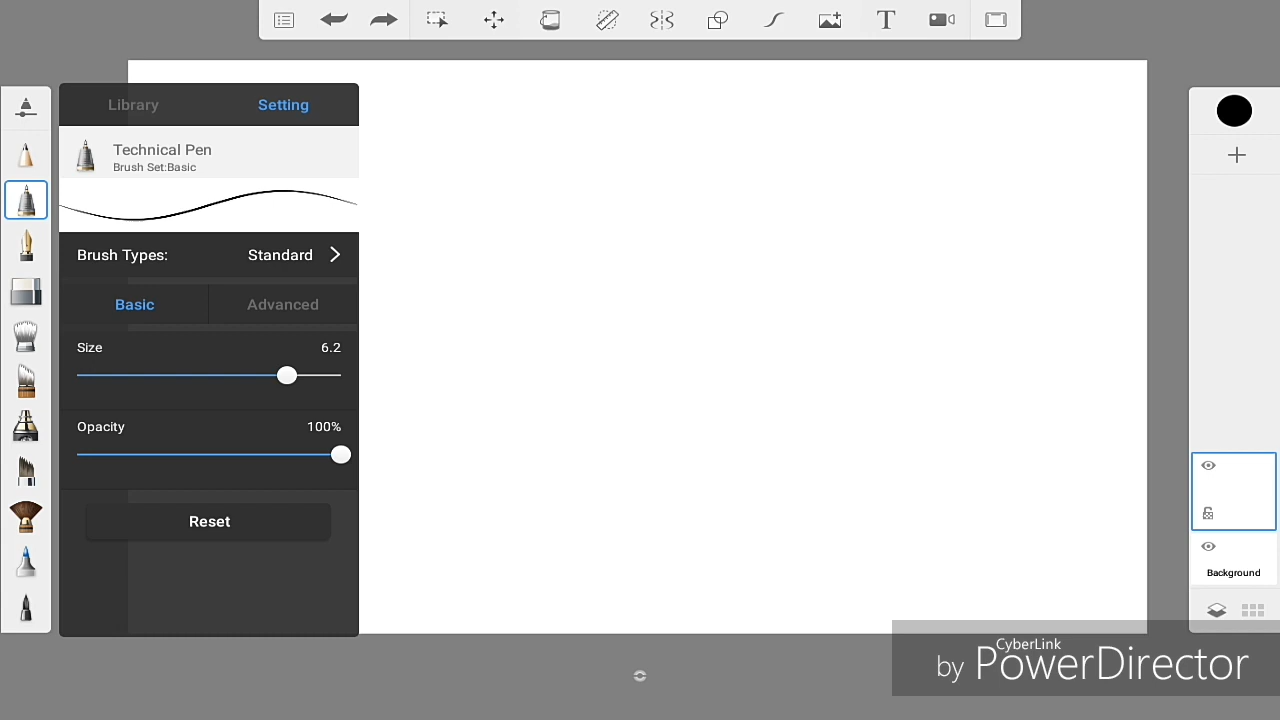 T
Library
Setting
Technical Pen
Brush Set:Basic
Brush Types:
Standard
Basic
Advanced
Size
6.2
Opacity
100%
Reset
Background
CyberLink
by PowerDirector